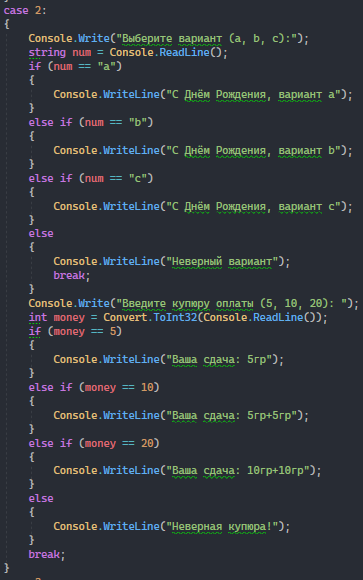 case 2:
{
Console.Write("Выберите вариант (a, b, c):");
string num = Console.ReadLine();
if (num == "a")
{
Console.WriteLine("С Днём Рождения, вариант a");
}
else if (num == "b")
{
Console.WriteLine("С Днём Рождения, вариант b");
}
else if (num == "c")
{
Console.WriteLine("С Днём Рождения, вариант c");
}
else
{
Console.WriteLine("Неверный вариант");
break;
}
Console.Write("Введите купюру оплаты (5, 10, 20): ");
int money = Convert.ToInt32(Console.ReadLine());
if (money == 5)
{
Console.WriteLine("Ваша сдача: 5гр");
}
else if (money == 10)
{
Console.WriteLine("Ваша сдача: 5гр+5гр");
}
else if (money == 20)
{
Console.WriteLine("Ваша сдача: 10гр+10гр");
}
else
{
Console.WriteLine("Неверная купюра!");
}
break;
}